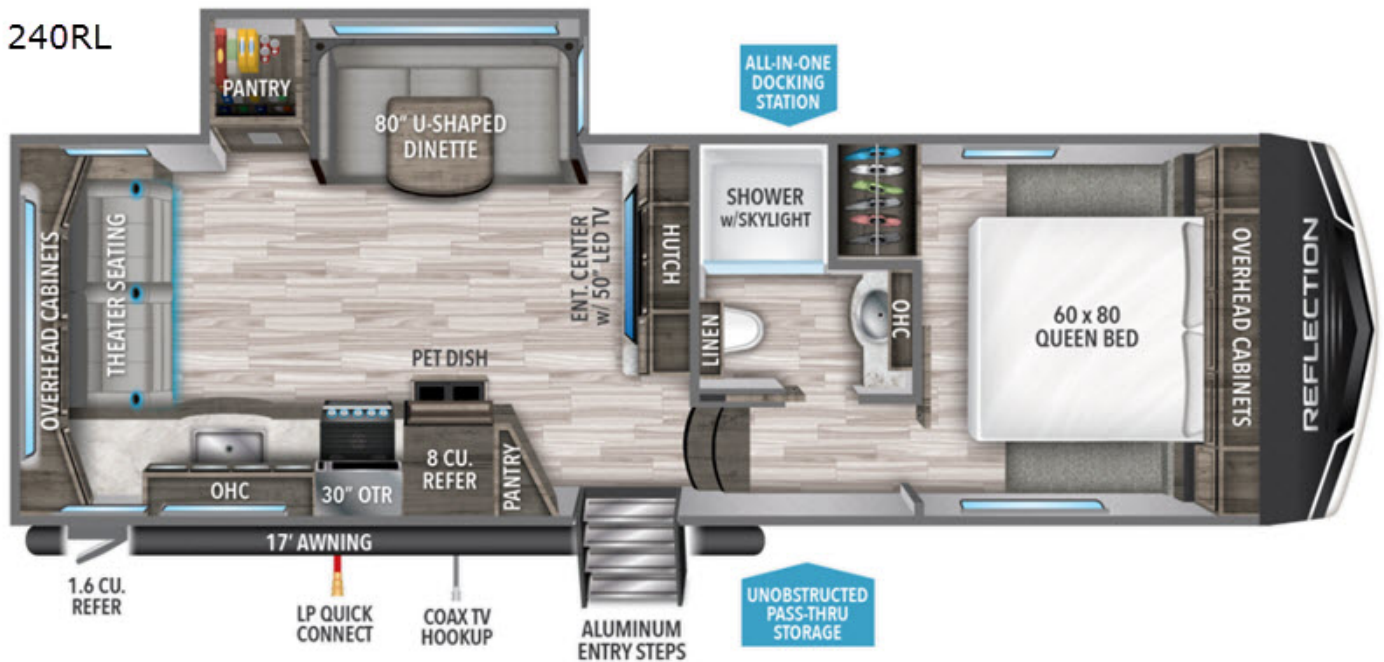 240RL
PANTRY
80" U-SHAPED
DINETTE
ALL-IN-ONE
DOCKING
STATION
OVERHEAD CABINETS
THEATER SEATING
ENT. CENTER
w/ 50" LED TV
HUTCH
SHOWER
w/SKYLIGHT
LINEN
OHC
60 x 80
QUEEN BED
OVERHEAD CABINETS
REFLECTION
PET DISH
OHC
30" OTR
8 CU.
REFER
PANTRY
17' AWNING
1.6 CU.
REFER
LP QUICK
CONNECT
COAX TV
HOOKUP
ALUMINUM
ENTRY STEPS
UNOBSTRUCTED
PASS-THRU
STORAGE